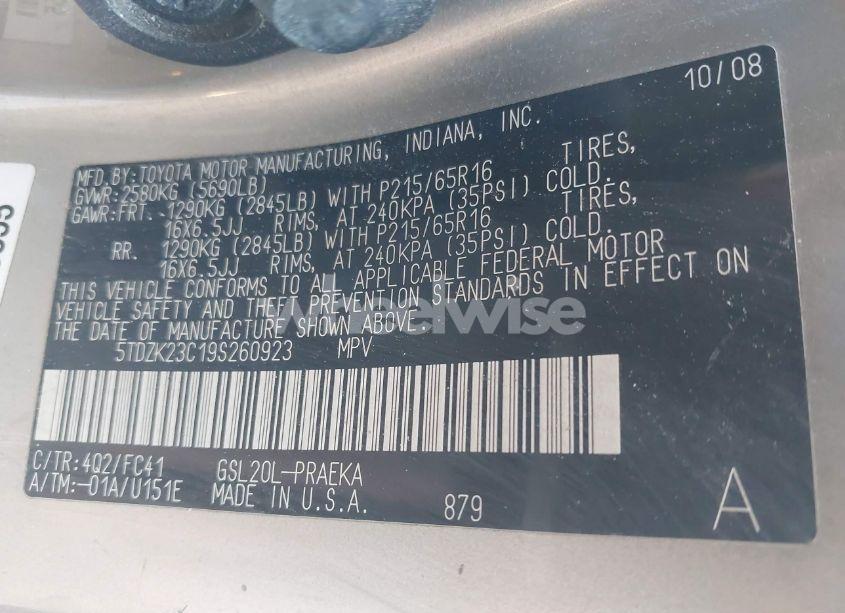 10/08
MFD. BY: TOYOTA MOTOR MANUFACTURING, INDIANA, INC.
GVWR: 2580KG (5690LB)
GAWR: FRT. 1290KG (2845LB) WITH P215/65R16 TIRES,
16X6.5JJ RIMS, AT 240KPA (35PSI) COLD.
RR. 1290KG (2845LB) WITH P215/65R16 TIRES,
16X6.5JJ RIMS, AT 240KPA (35PSI) COLD.
THIS VEHICLE CONFORMS TO ALL APPLICABLE FEDERAL MOTOR
VEHICLE SAFETY AND THEFT PREVENTION STANDARDS IN EFFECT ON
THE DATE OF MANUFACTURE SHOWN ABOVE.
wheelwise
5TDZK23C19S260923 MPV
C/TR: 4Q2/FC41 GSL20L-PRAEKA
A/TM: -01A/U151E MADE IN U.S.A. 879 A